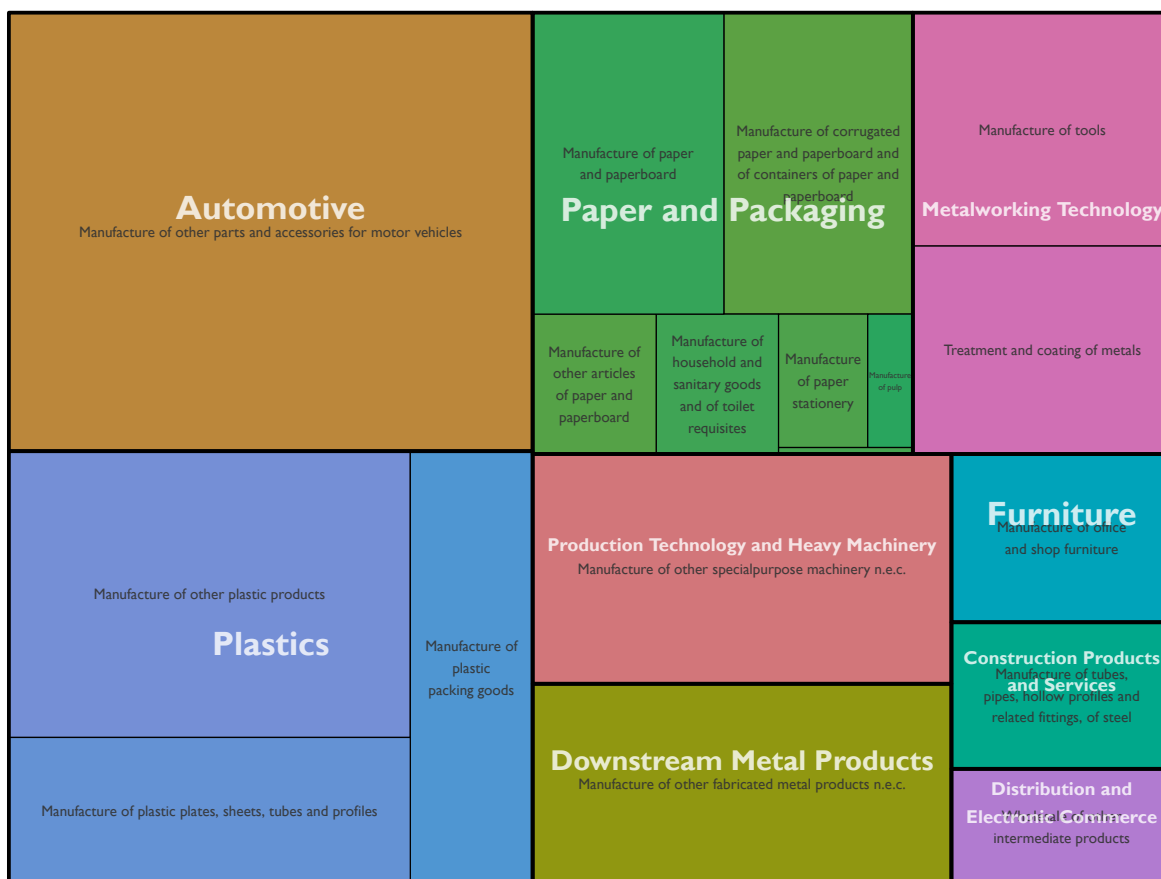 Automotive
Manufacture of other parts and accessories for motor vehicles
Manufacture of paper
and paperboard
Manufacture of corrugated
paper and paperboard and
of containers of paper and
paperboard
Paper and Packaging
Manufacture of
other articles
of paper and
paperboard
Manufacture of
household and
sanitary goods
and of toilet
requisites
Manufacture
of paper
stationery
Manufacture
of pulp
Manufacture of tools
Metalworking Technology
Treatment and coating of metals
Manufacture of other plastic products
Plastics
Manufacture of
plastic
packing goods
Manufacture of plastic plates, sheets, tubes and profiles
Production Technology and Heavy Machinery
Manufacture of other specialpurpose machinery n.e.c.
Downstream Metal Products
Manufacture of other fabricated metal products n.e.c.
Furniture
Manufacture of office
and shop furniture
Construction Products
and Services
Manufacture of tubes,
pipes, hollow profiles and
related fittings, of steel
Distribution and
Electronic Commerce
Wholesale of other
intermediate products